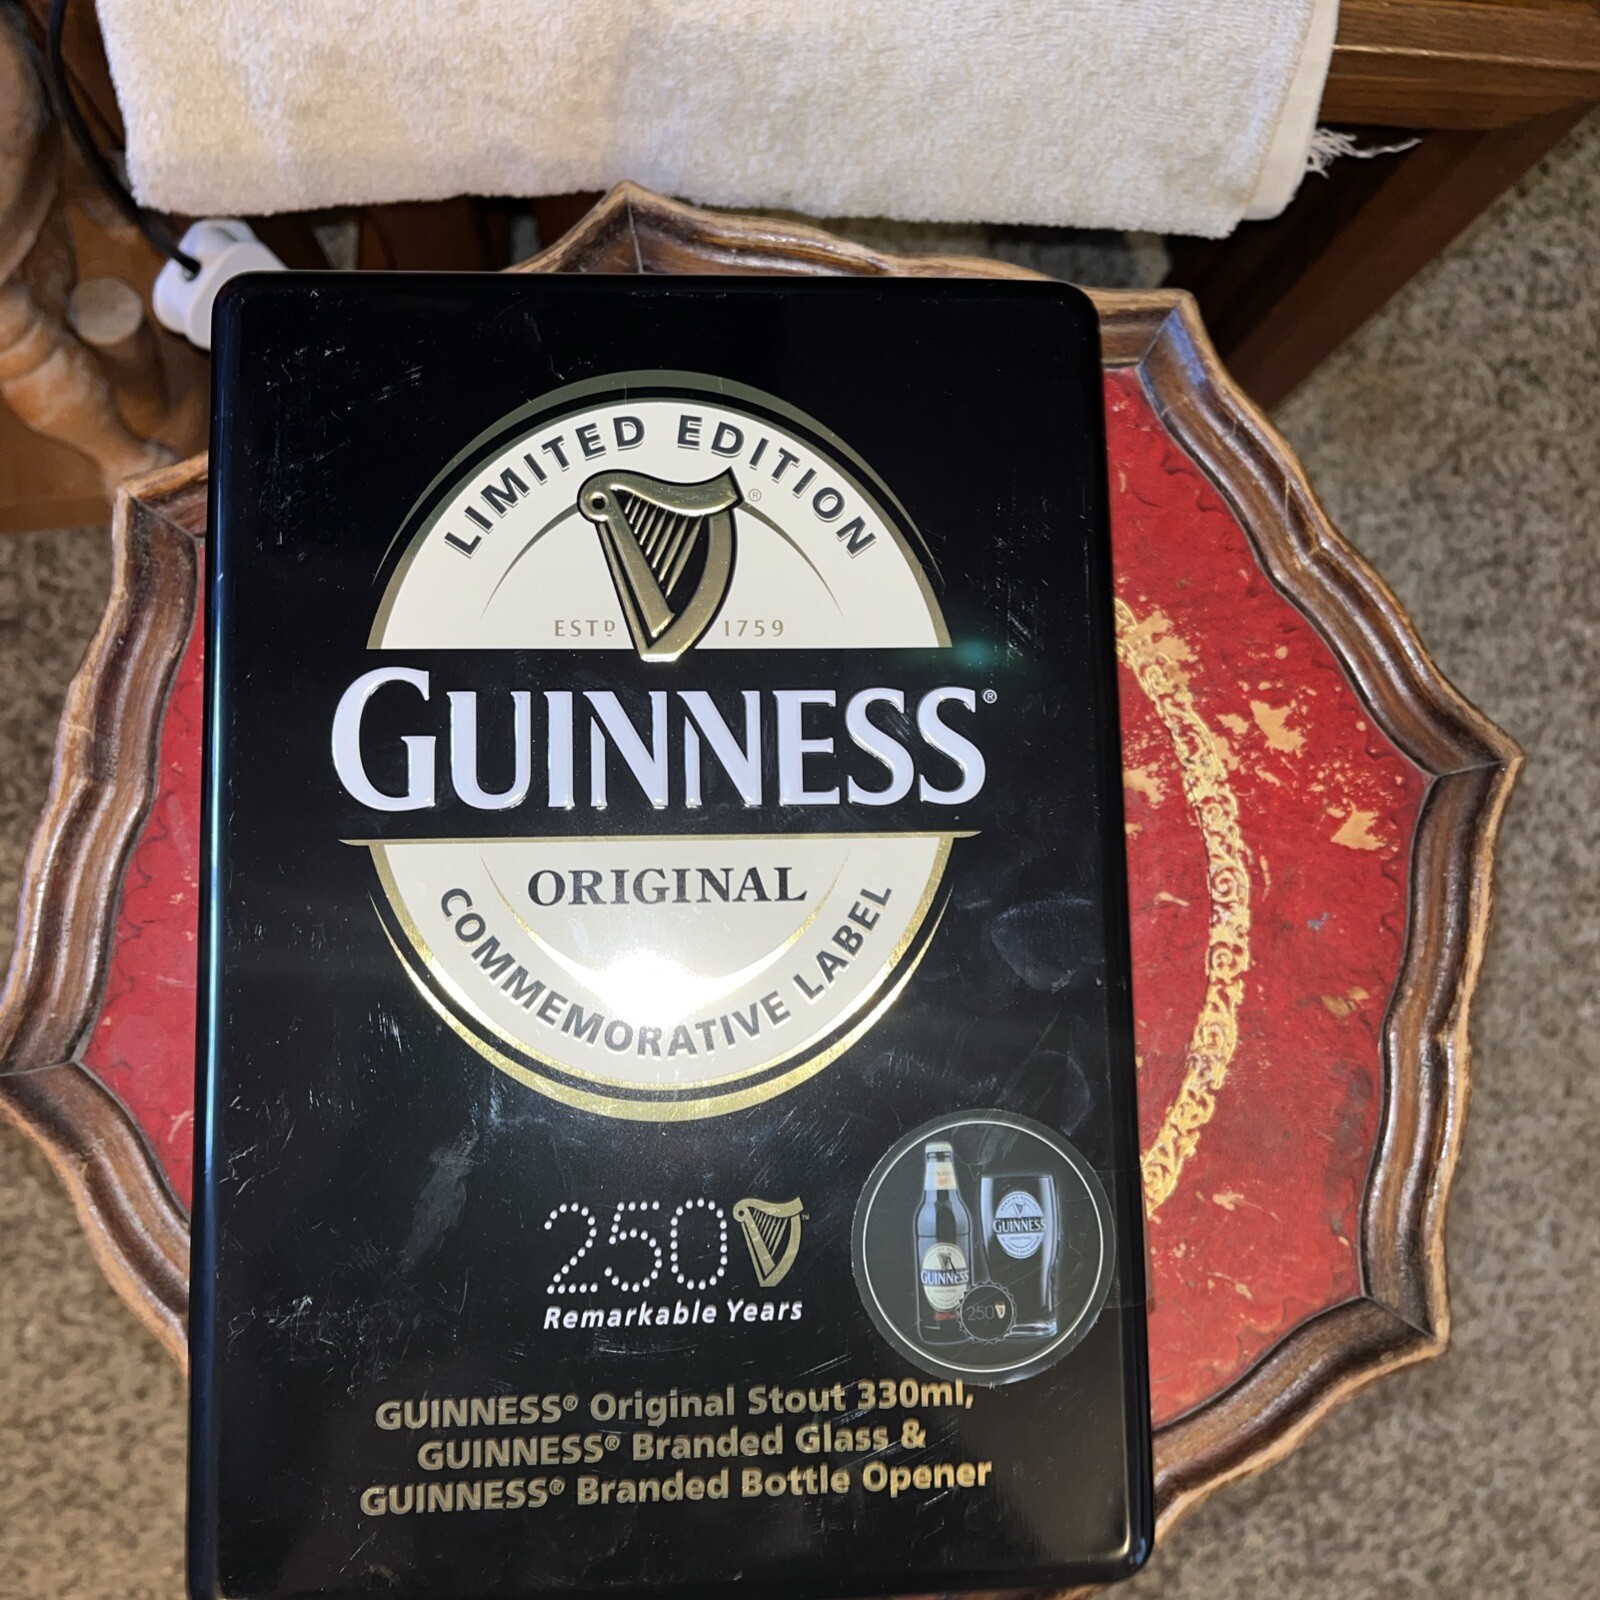 LIMITED EDITION
®
ESTD 1759
GUINNESS®
ORIGINAL
COMMEMORATIVE LABEL
250™
Remarkable Years
GUINNESS
GUINNESS
250
GUINNESS® Original Stout 330ml,
GUINNESS® Branded Glass &
GUINNESS® Branded Bottle Opener